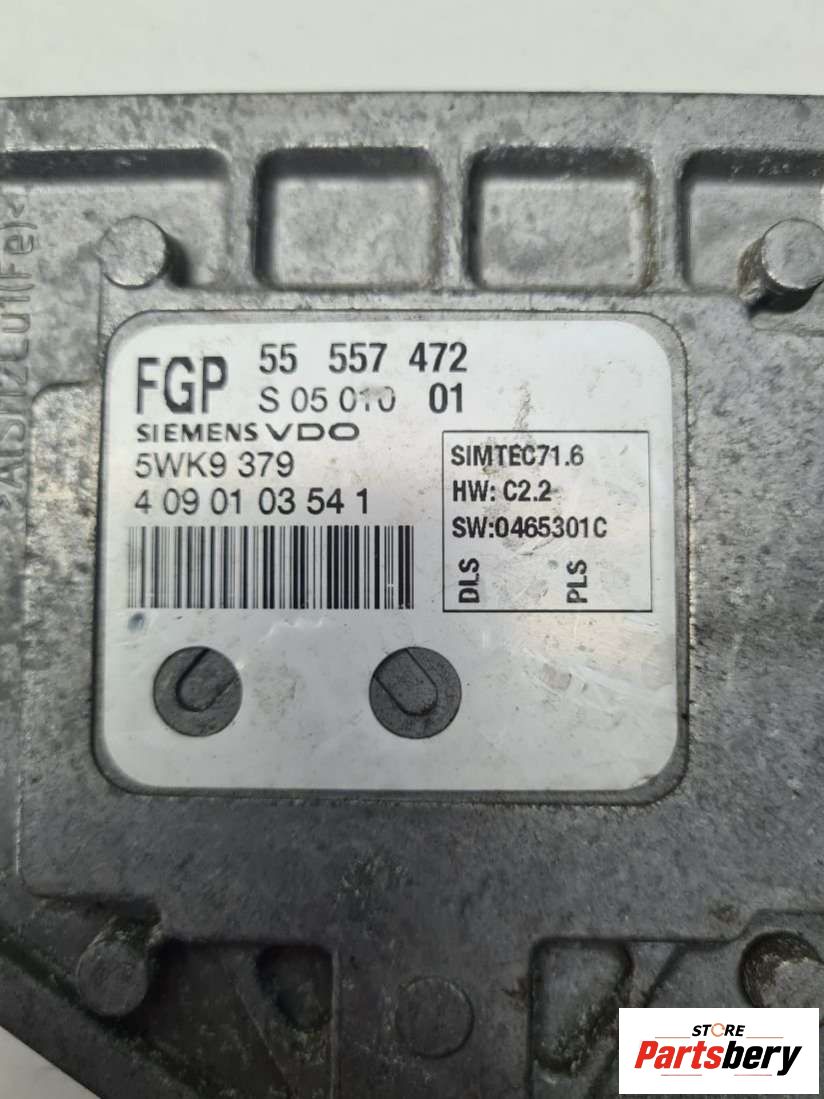 FGP 55 557 472
S 05 010 01
SIEMENS VDO
5WK9 379
4 09 01 03 54 1
SIMTEC71.6
HW: C2.2
SW:0465301C
DLS PLS
STORE
Partsbery